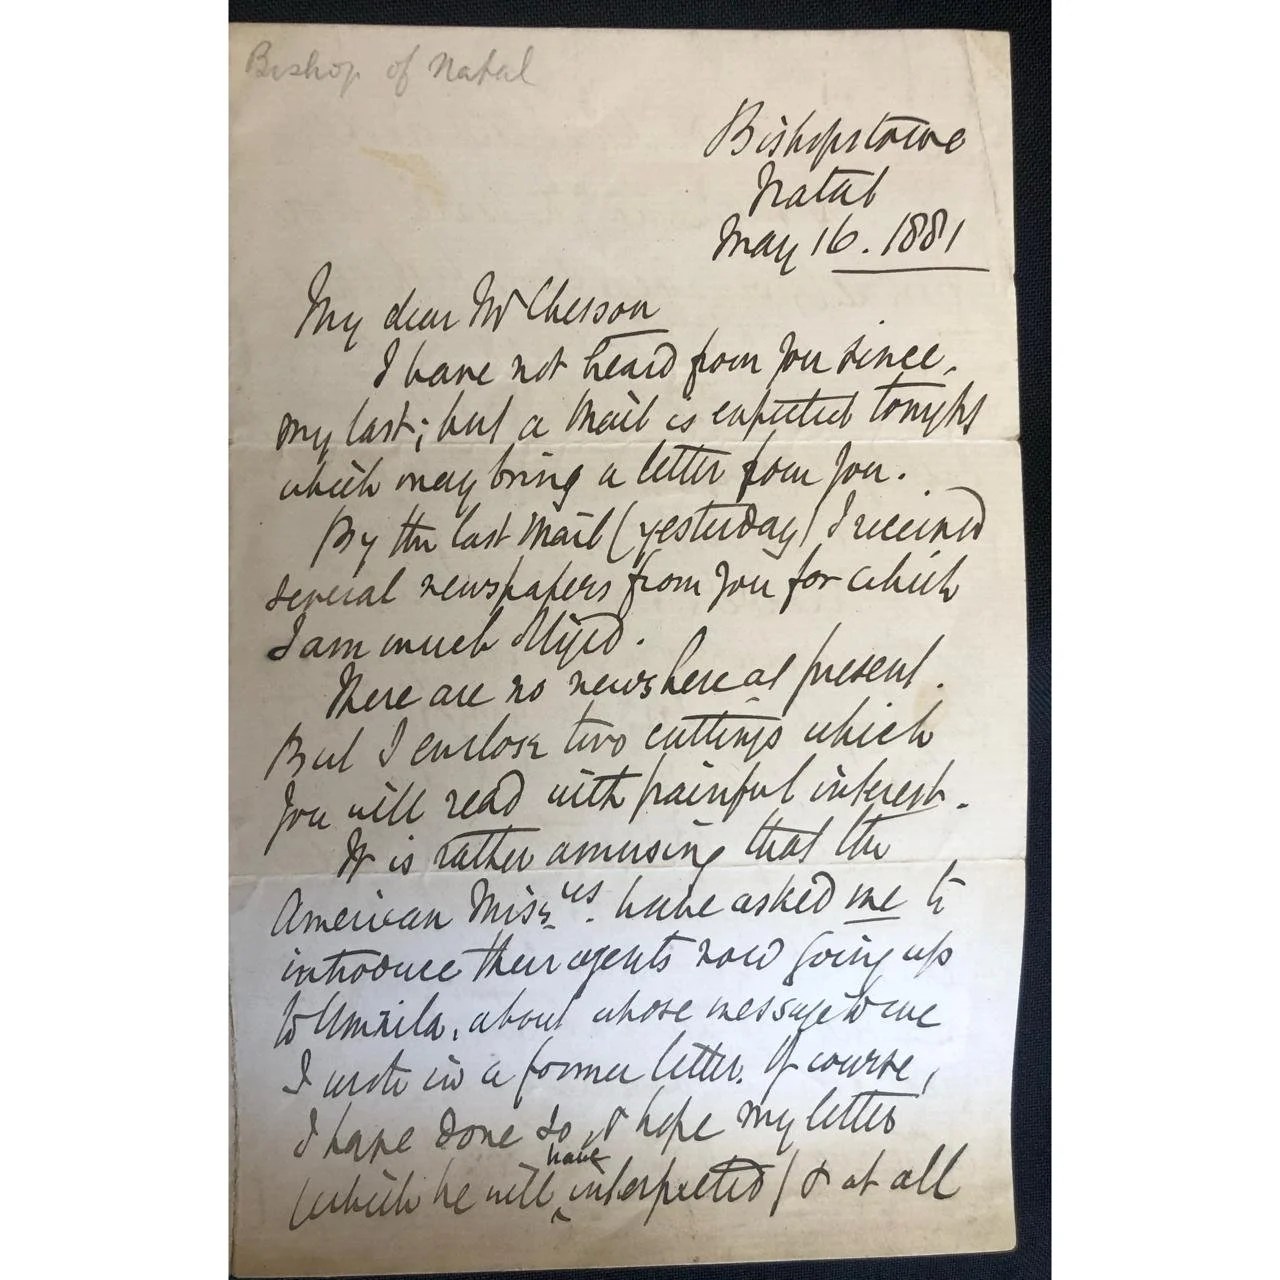 Bishop of Natal
Bishopstowe
Natal
May 16. 1881
My dear Mr Chesson
I have not heard from you since
my last; but a Mail is expected tonight
which may bring a letter from you.
By the last Mail (yesterday) I received
several newspapers from you for which
I am much obliged.
There are no news here at present.
But I enclose two cuttings which
you will read with painful interest.
It is rather amusing that the
American Missies. have asked me to
introduce their agents now going up
to Umzila, about whose message to me
I wrote in a former letter. Of course,
I have done so, & hope my letter
(which he will have interpreted) & at all